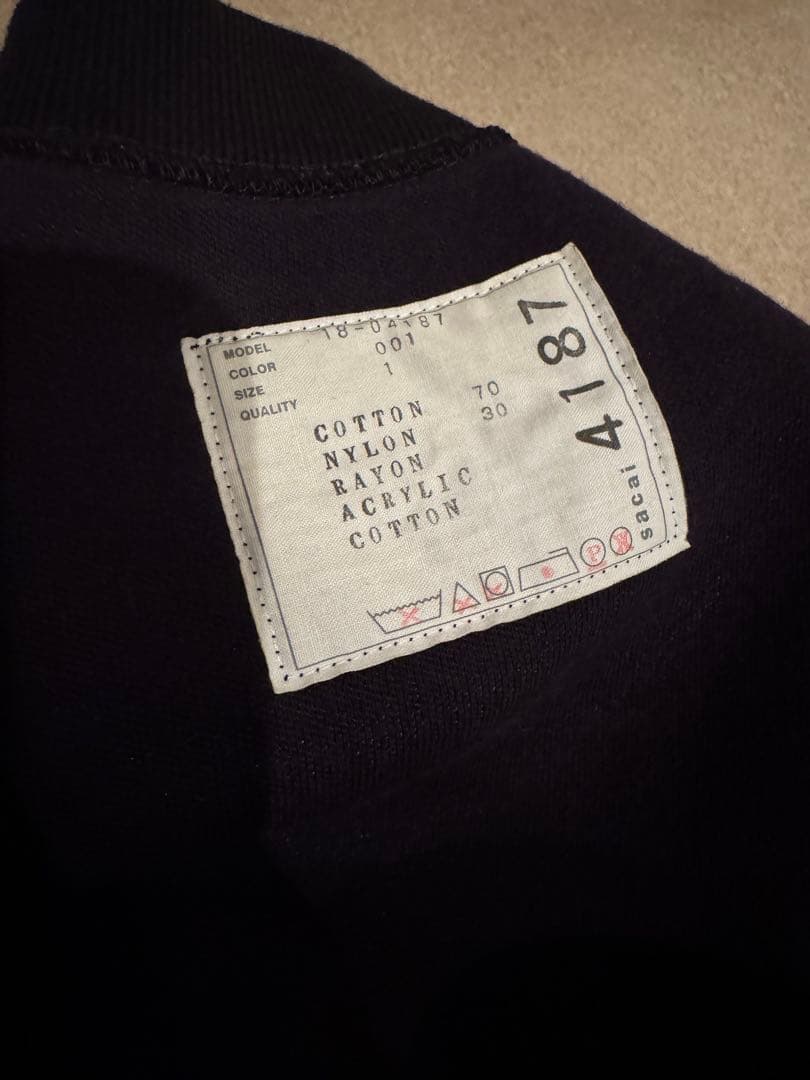 MODEL 18-04187
COLOR 001
SIZE 1
QUALITY
COTTON 70
NYLON 30
RAYON
ACRYLIC
COTTON
P
sacai 4187